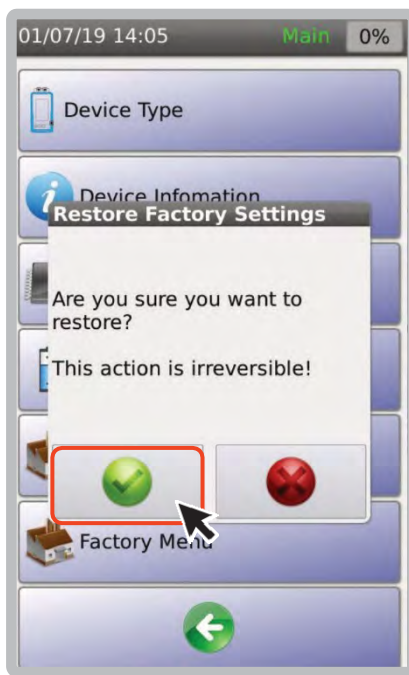 01/07/19 14:05 Main 0%
Device Type
Device Infomation
Restore Factory Settings
Are you sure you want to
restore?
This action is irreversible!
Factory Menu